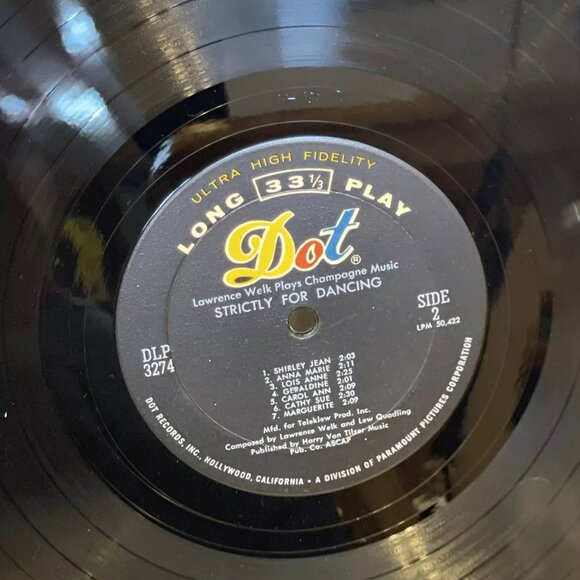 ULTRA HIGH FIDELITY
LONG 33 1/3 PLAY
Dot®
Lawrence Welk Plays Champagne Music
STRICTLY FOR DANCING
SIDE
2
LPM 50,422
DLP
3274
1. SHIRLEY JEAN 2:03
2. ANNA MARIE 2:11
3. LOIS ANNE 2:25
4. GERALDINE 2:01
5. CAROL ANN 2:09
6. CATHY SUE 2:30
7. MARGUERITE 2:09
Mfd. for Teleklew Prod. Inc.
Composed by Lawrence Welk and Lew Quadling
Published by Harry Von Tilzer Music
Pub. Co. ASCAP
DOT RECORDS, INC., HOLLYWOOD, CALIFORNIA • A DIVISION OF PARAMOUNT PICTURES CORPORATION